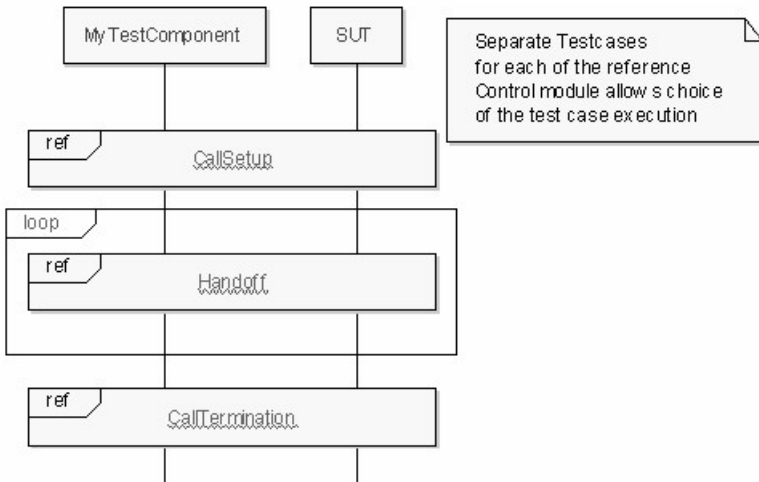 MyTestComponent
SUT
Separate Testcases
for each of the reference
Control module allows choice
of the test case execution
ref
CallSetup
loop
ref
Handoff
ref
CallTermination